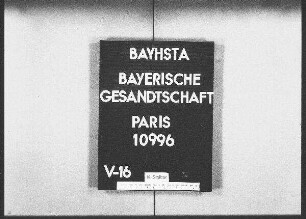 BAYHSTA
BAYERISCHE
GESANDTSCHAFT
PARIS
10996
V-16